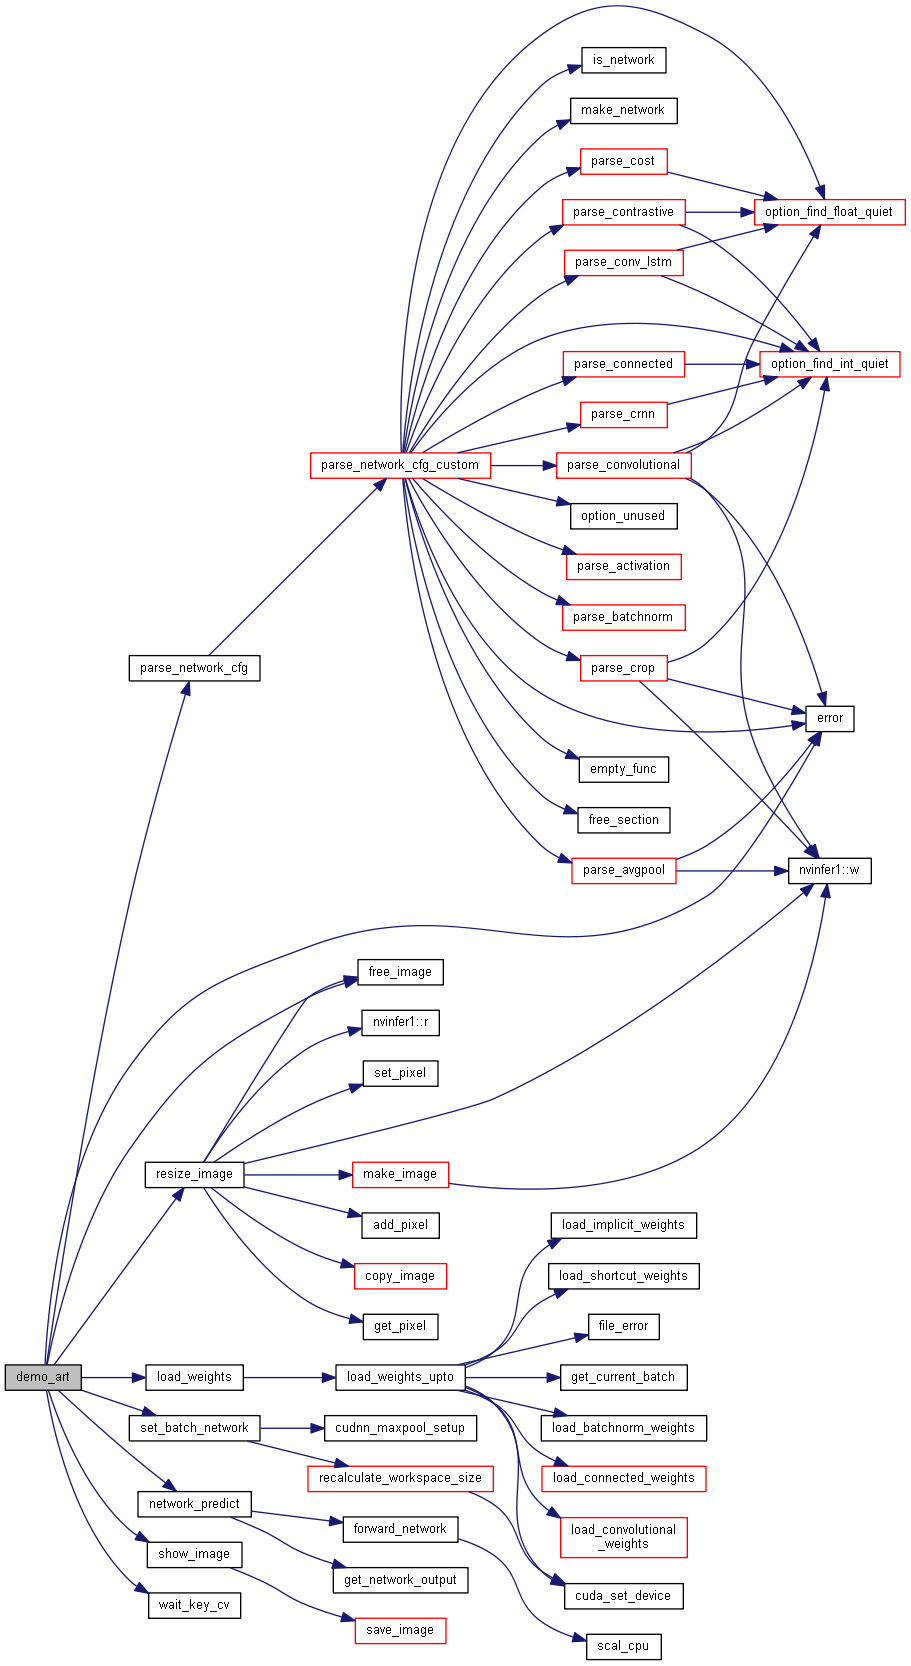 is_network
make_network
parse_cost
parse_contrastive
option_find_float_quiet
parse_conv_lstm
parse_connected
option_find_int_quiet
parse_crnn
parse_network_cfg_custom
parse_convolutional
option_unused
parse_activation
parse_batchnorm
parse_network_cfg
parse_crop
error
empty_func
free_section
parse_avgpool
nvinfer1::w
free_image
nvinfer1::r
set_pixel
resize_image
make_image
add_pixel
load_implicit_weights
copy_image
load_shortcut_weights
get_pixel
file_error
demo_art
load_weights
load_weights_upto
get_current_batch
set_batch_network
cudnn_maxpool_setup
load_batchnorm_weights
recalculate_workspace_size
load_connected_weights
network_predict
forward_network
load_convolutional
_weights
show_image
get_network_output
wait_key_cv
cuda_set_device
save_image
scal_cpu